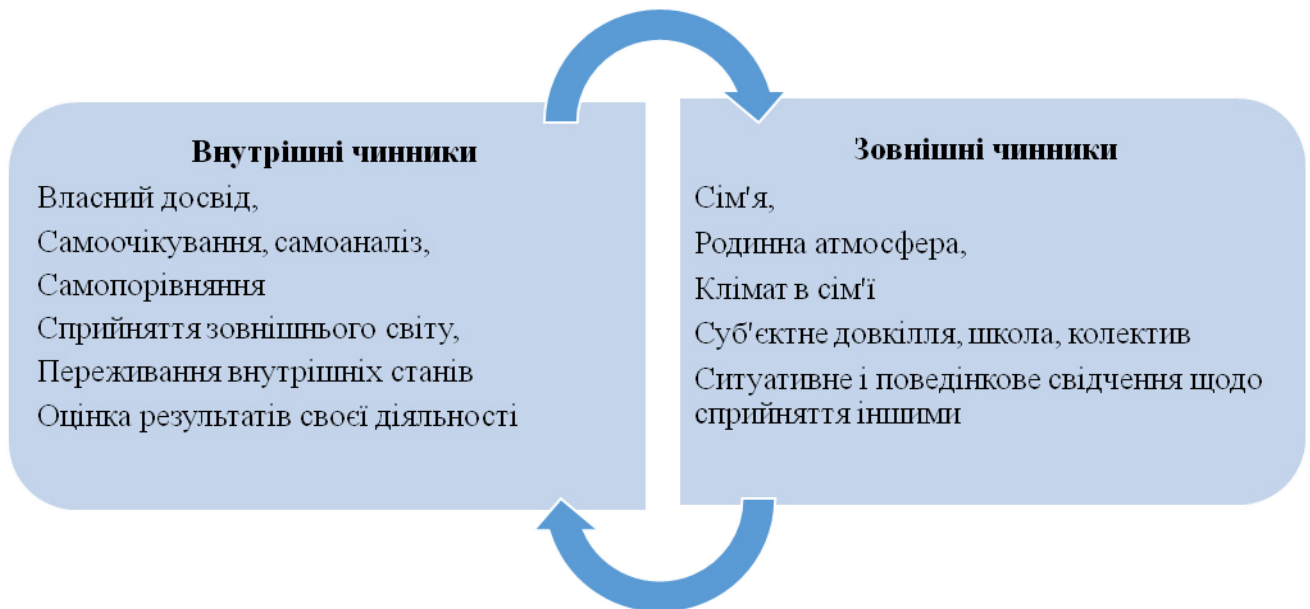 Внутрішні чинники
Власний досвід,
Самоочікування, самоаналіз,
Самопорівняння
Сприйняття зовнішнього світу,
Переживання внутрішніх станів
Оцінка результатів своєї діяльності
Зовнішні чинники
Сім'я,
Родинна атмосфера,
Клімат в сім'ї
Суб'єктне довкілля, школа, колектив
Ситуативне і поведінкове свідчення щодо
сприйняття іншими